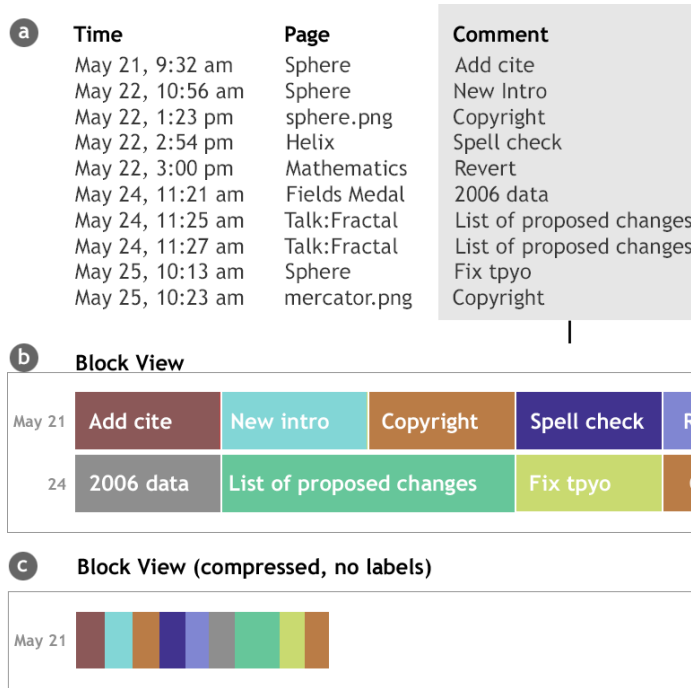 a Time Page Comment
May 21, 9:32 am Sphere Add cite
May 22, 10:56 am Sphere New Intro
May 22, 1:23 pm sphere.png Copyright
May 22, 2:54 pm Helix Spell check
May 22, 3:00 pm Mathematics Revert
May 24, 11:21 am Fields Medal 2006 data
May 24, 11:25 am Talk:Fractal List of proposed changes
May 24, 11:27 am Talk:Fractal List of proposed changes
May 25, 10:13 am Sphere Fix tpyo
May 25, 10:23 am mercator.png Copyright
b Block View
May 21 Add cite New intro Copyright Spell check
24 2006 data List of proposed changes Fix tpyo
c Block View (compressed, no labels)
May 21